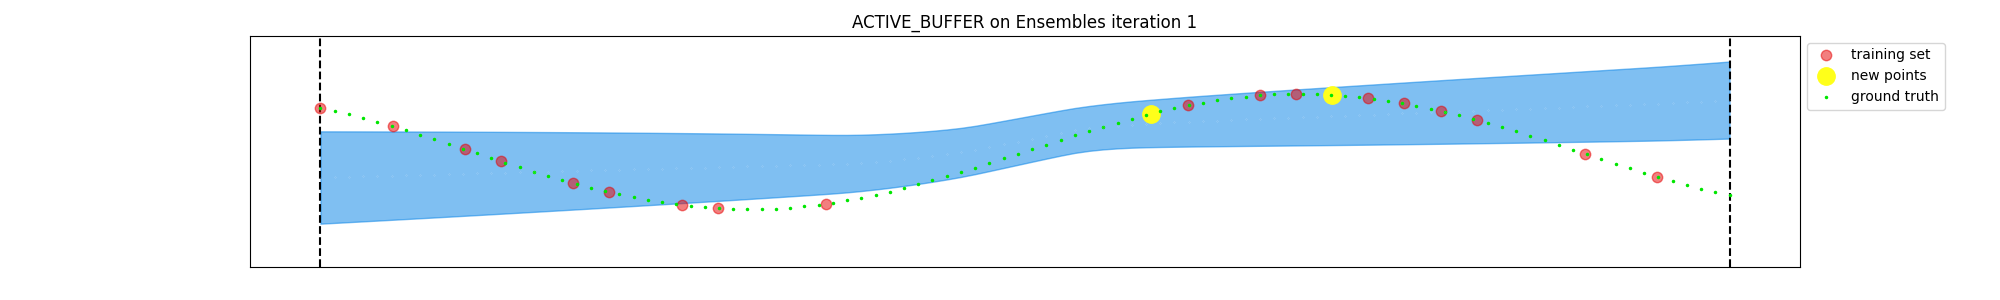 ACTIVE_BUFFER on Ensembles iteration 1
training set
new points
ground truth